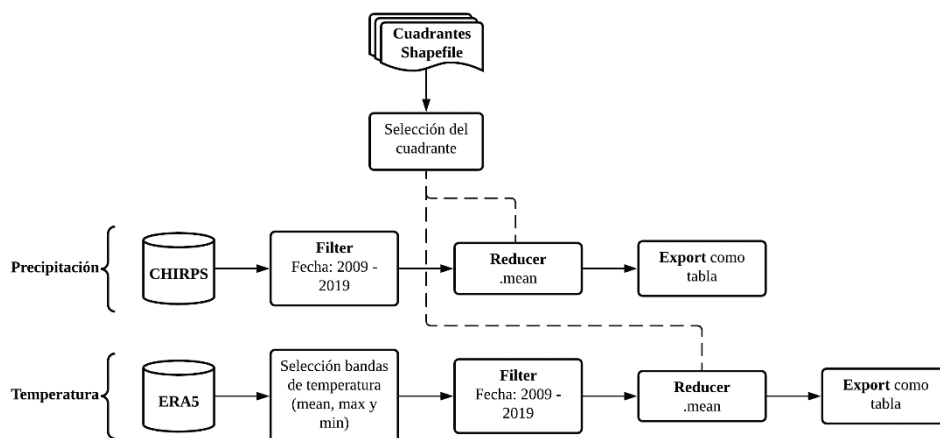 Cuadrantes
Shapefile
Selección del
cuadrante
Precipitación
CHIRPS
Filter
Fecha: 2009 -
2019
Reducer
.mean
Export como
tabla
Temperatura
ERA5
Selección bandas
de temperatura
(mean, max y
min)
Filter
Fecha: 2009 -
2019
Reducer
.mean
Export como
tabla